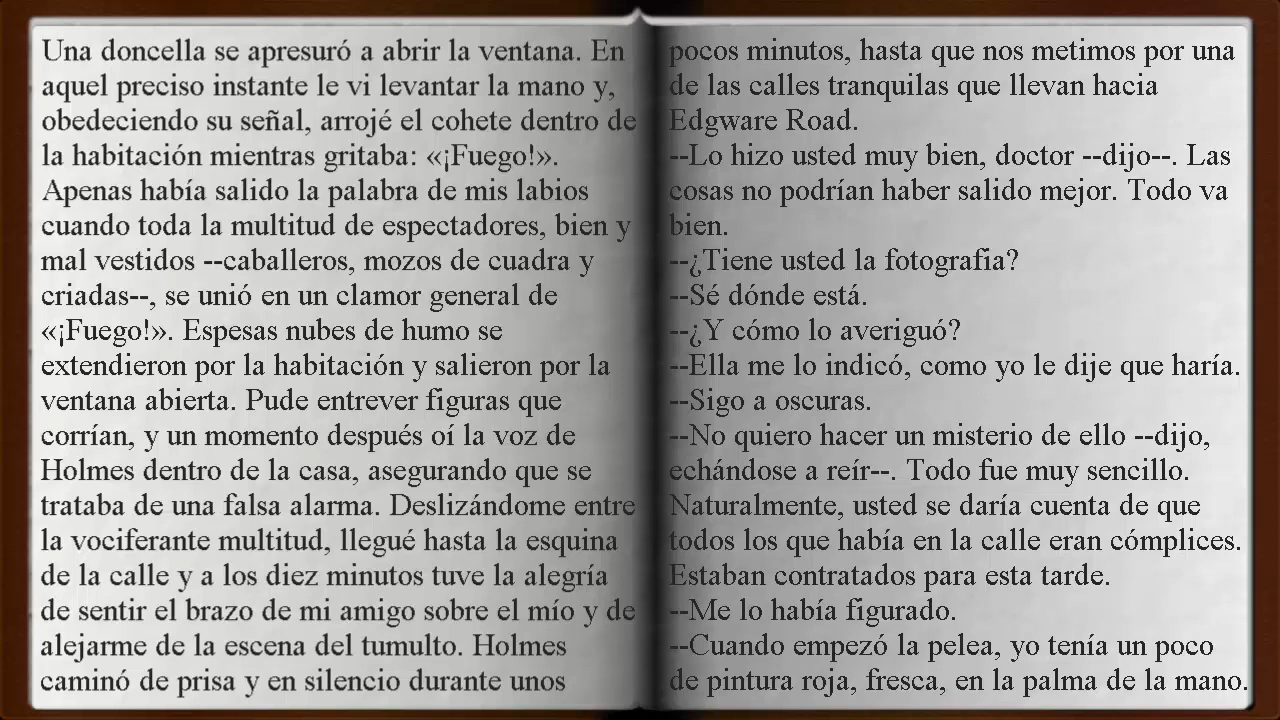 Una doncella se apresuró a abrir la ventana. En
aquel preciso instante le vi levantar la mano y,
obedeciendo su señal, arrojé el cohete dentro de
la habitación mientras gritaba: «¡Fuego!».
Apenas había salido la palabra de mis labios
cuando toda la multitud de espectadores, bien y
mal vestidos --caballeros, mozos de cuadra y
criadas--, se unió en un clamor general de
«¡Fuego!». Espesas nubes de humo se
extendieron por la habitación y salieron por la
ventana abierta. Pude entrever figuras que
corrían, y un momento después oí la voz de
Holmes dentro de la casa, asegurando que se
trataba de una falsa alarma. Deslizándome entre
la vociferante multitud, llegué hasta la esquina
de la calle y a los diez minutos tuve la alegría
de sentir el brazo de mi amigo sobre el mío y de
alejarme de la escena del tumulto. Holmes
caminó de prisa y en silencio durante unos
pocos minutos, hasta que nos metimos por una
de las calles tranquilas que llevan hacia
Edgware Road.
--Lo hizo usted muy bien, doctor --dijo--. Las
cosas no podrían haber salido mejor. Todo va
bien.
--¿Tiene usted la fotografia?
--Sé dónde está.
--¿Y cómo lo averiguó?
--Ella me lo indicó, como yo le dije que haría.
--Sigo a oscuras.
--No quiero hacer un misterio de ello --dijo,
echándose a reír--. Todo fue muy sencillo.
Naturalmente, usted se daría cuenta de que
todos los que había en la calle eran cómplices.
Estaban contratados para esta tarde.
--Me lo había figurado.
--Cuando empezó la pelea, yo tenía un poco
de pintura roja, fresca, en la palma de la mano.